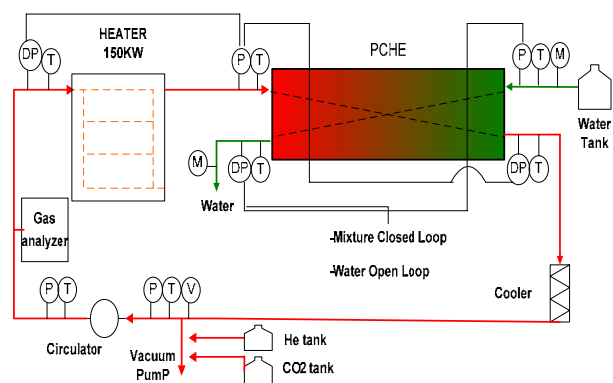 HEATER
150KW
PCHE
DP
T
P
T
P
T
M
Water
Tank
M
DP
T
DP
T
Water
Gas
analyzer
-Mixture Closed Loop
-Water Open Loop
Cooler
P
T
P
T
V
Circulator
Vacuum
PumP
He tank
CO2 tank